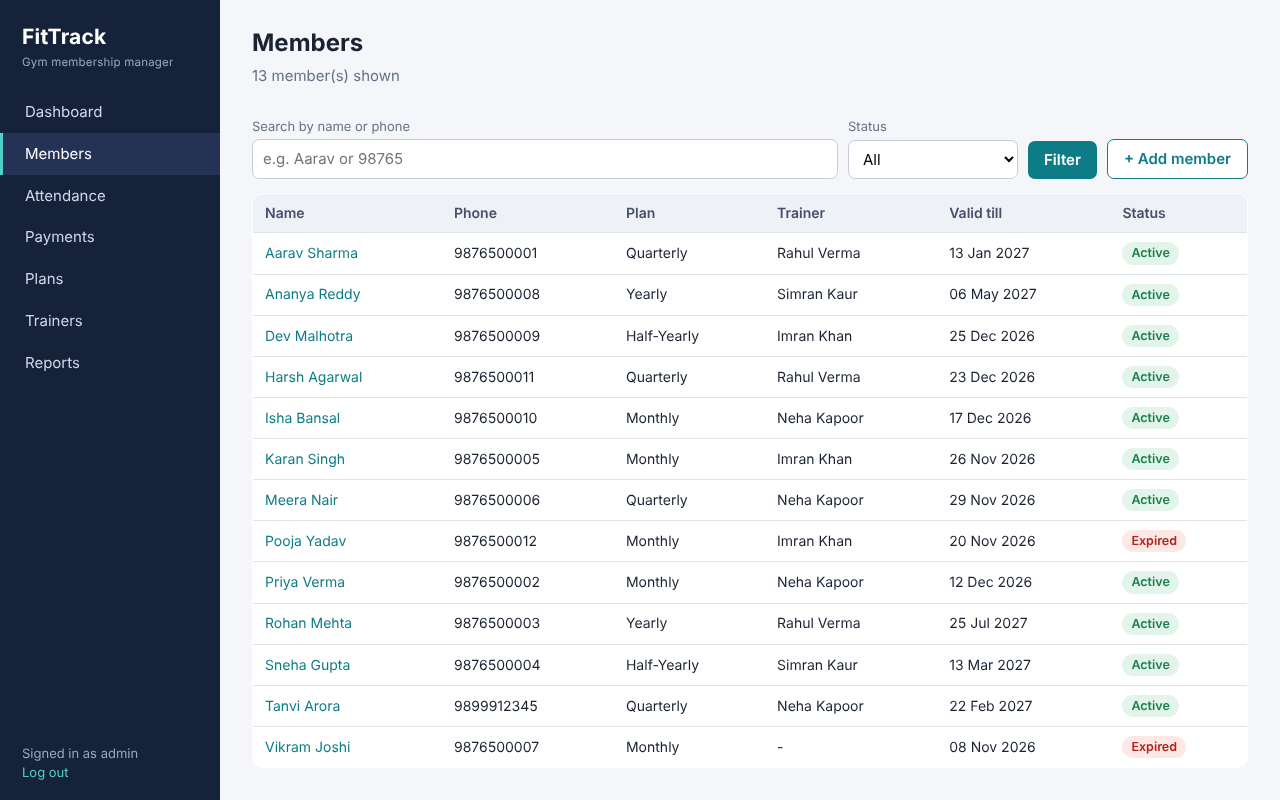 FitTrack
Gym membership manager
Dashboard
Members
Attendance
Payments
Plans
Trainers
Reports
Signed in as admin
Log out
Members
13 member(s) shown
Search by name or phone
Status
e.g. Aarav or 98765
All
Filter
+ Add member
Name Phone Plan Trainer Valid till Status
Aarav Sharma 9876500001 Quarterly Rahul Verma 13 Jan 2027 Active
Ananya Reddy 9876500008 Yearly Simran Kaur 06 May 2027 Active
Dev Malhotra 9876500009 Half-Yearly Imran Khan 25 Dec 2026 Active
Harsh Agarwal 9876500011 Quarterly Rahul Verma 23 Dec 2026 Active
Isha Bansal 9876500010 Monthly Neha Kapoor 17 Dec 2026 Active
Karan Singh 9876500005 Monthly Imran Khan 26 Nov 2026 Active
Meera Nair 9876500006 Quarterly Neha Kapoor 29 Nov 2026 Active
Pooja Yadav 9876500012 Monthly Imran Khan 20 Nov 2026 Expired
Priya Verma 9876500002 Monthly Neha Kapoor 12 Dec 2026 Active
Rohan Mehta 9876500003 Yearly Rahul Verma 25 Jul 2027 Active
Sneha Gupta 9876500004 Half-Yearly Simran Kaur 13 Mar 2027 Active
Tanvi Arora 9899912345 Quarterly Neha Kapoor 22 Feb 2027 Active
Vikram Joshi 9876500007 Monthly - 08 Nov 2026 Expired